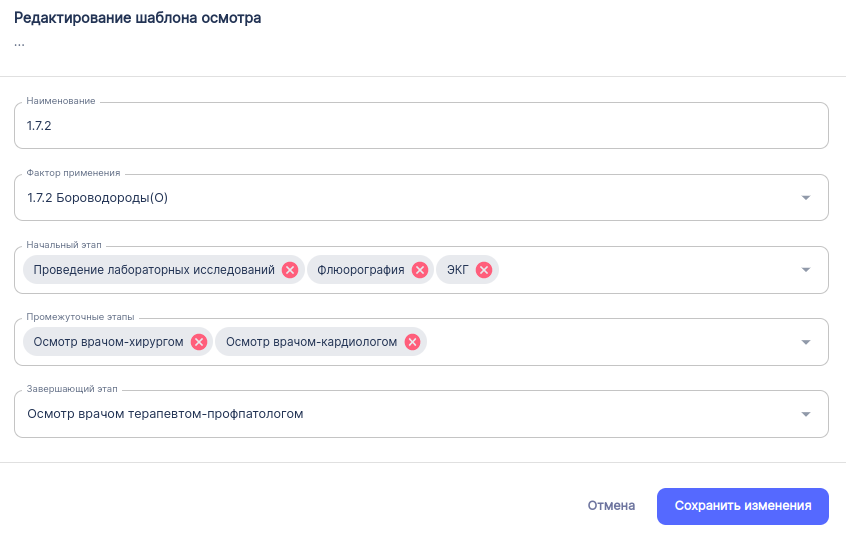 Редактирование шаблона осмотра
...
Наименование
1.7.2
Фактор применения
1.7.2 Бороводороды(О)
Начальный этап
Проведение лабораторных исследований Флюорография ЭКГ
Промежуточные этапы
Осмотр врачом-хирургом Осмотр врачом-кардиологом
Завершающий этап
Осмотр врачом терапевтом-профпатологом
Отмена Сохранить изменения